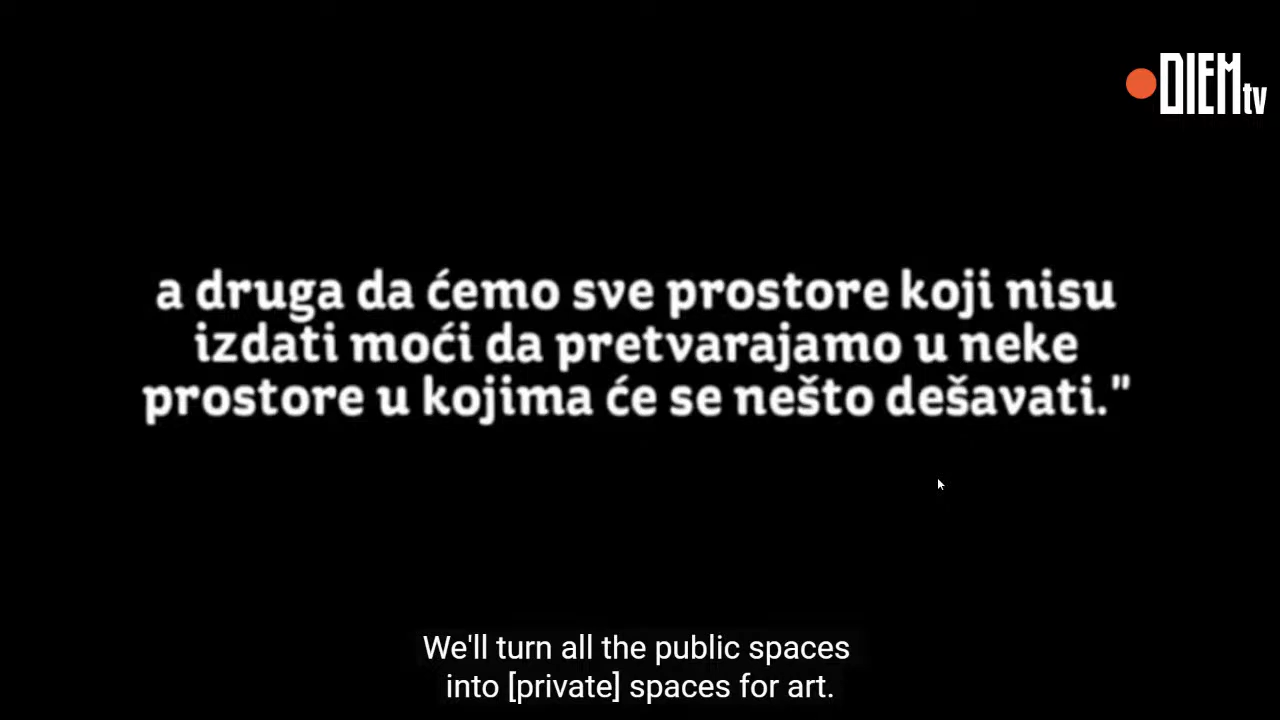 DIEMtv
a druga da ćemo sve prostore koji nisu
izdati moći da pretvarajamo u neke
prostore u kojima će se nešto dešavati."
We'll turn all the public spaces
into [private] spaces for art.